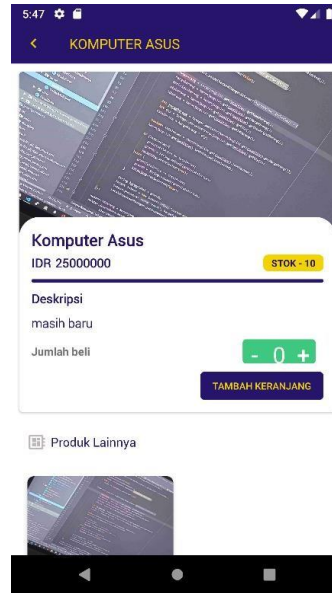 5:47
KOMPUTER ASUS
Komputer Asus
IDR 25000000
STOK - 10
Deskripsi
masih baru
Jumlah beli
- 0 +
TAMBAH KERANJANG
Produk Lainnya